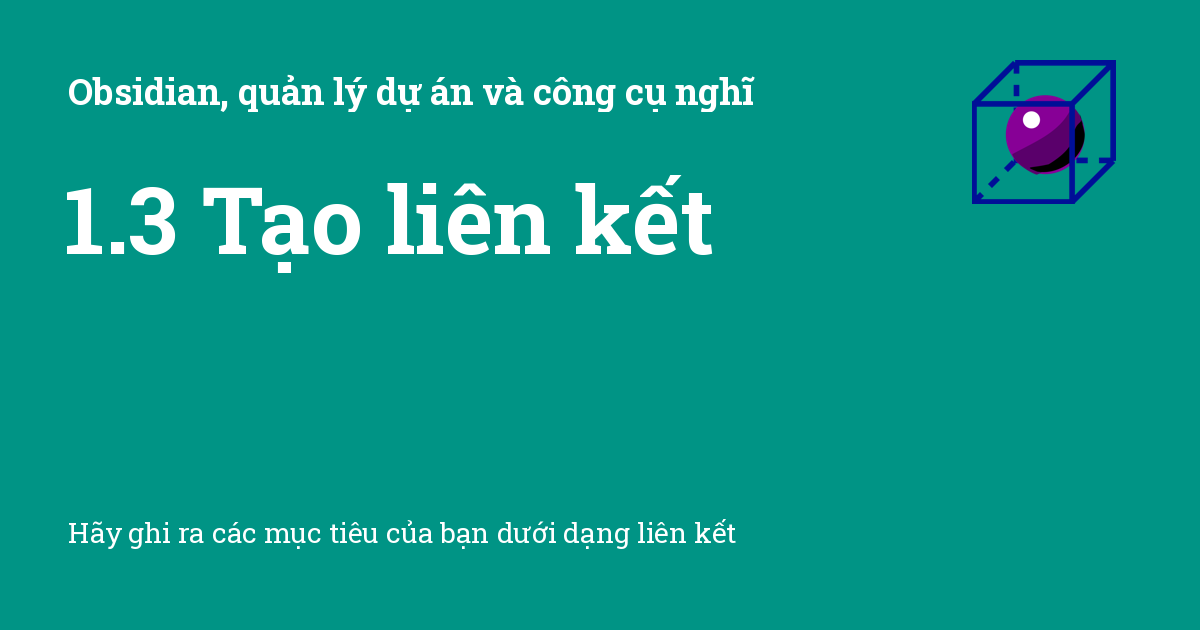 Obsidian, quản lý dự án và công cụ nghĩ
1.3 Tạo liên kết
Hãy ghi ra các mục tiêu của bạn dưới dạng liên kết